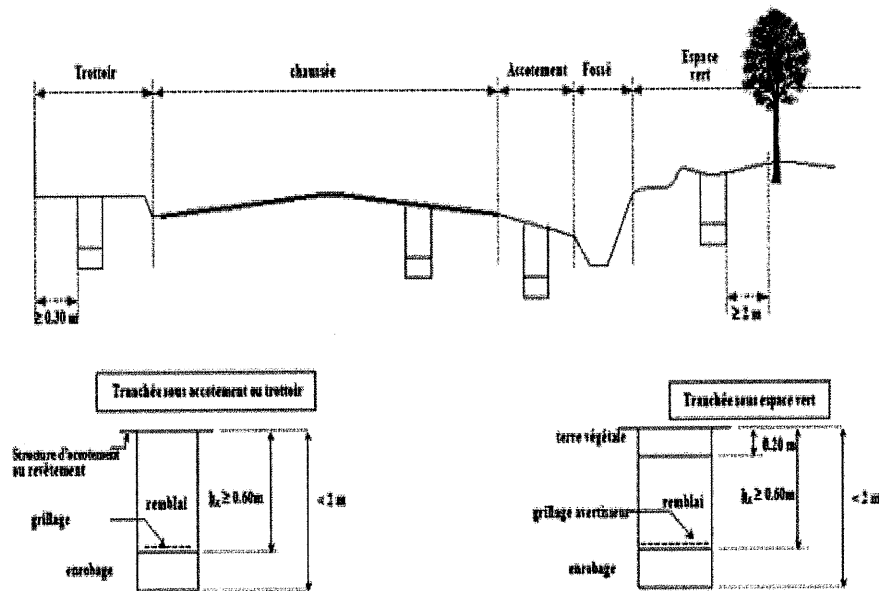 Trottoir
chaussée
Accotement
Fossé
Espace
vert
≥ 0.30 m
≥ 2 m
Tranchée sous accotement ou trottoir
Structure d'accotement
ou revêtement
remblai
grillage
enrobage
hc ≥ 0.60m
< 2 m
Tranchée sous espace vert
terre végétale
0.20 m
remblai
hc ≥ 0.60m
< 2 m
grillage avertisseur
enrobage